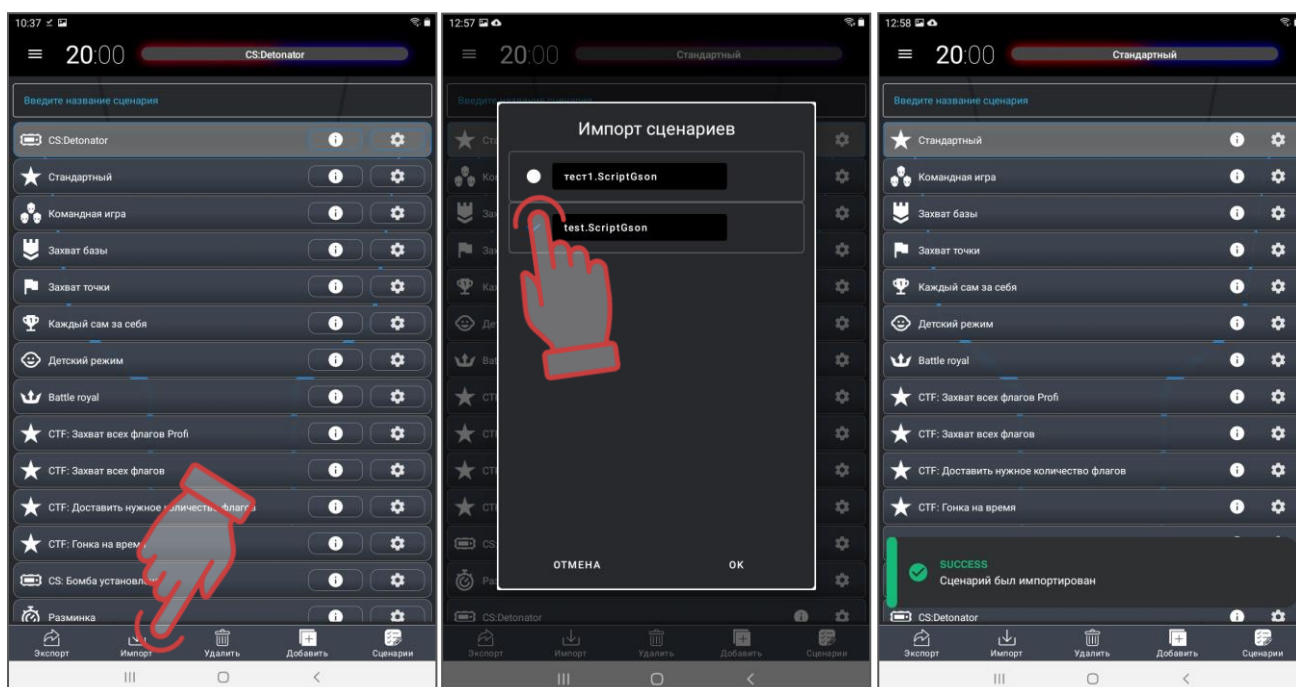 10:37
20:00 CS:Detonator
Введите название сценария
CS:Detonator
Стандартный
Командная игра
Захват базы
Захват точки
Каждый сам за себя
Детский режим
Battle royal
CTF: Захват всех флагов Profi
CTF: Захват всех флагов
CTF: Доставить нужное количество флагов
CTF: Гонка на время
CS: Бомба
Разминка
Экспорт Импорт Удалить Добавить Сценарии
12:57
20:00 Стандартный
Введите название сценария
Импорт сценариев
тест1.ScriptGson
test.ScriptGson
ОТМЕНА ОК
CS:Detonator
Экспорт Импорт Удалить Добавить Сценарии
12:58
20:00 Стандартный
Введите название сценария
Стандартный
Командная игра
Захват базы
Захват точки
Каждый сам за себя
Детский режим
Battle royal
CTF: Захват всех флагов Profi
CTF: Захват всех флагов
CTF: Доставить нужное количество флагов
CTF: Гонка на время
SUCCESS
Сценарий был импортирован
CS:Detonator
Экспорт Импорт Удалить Добавить Сценарии